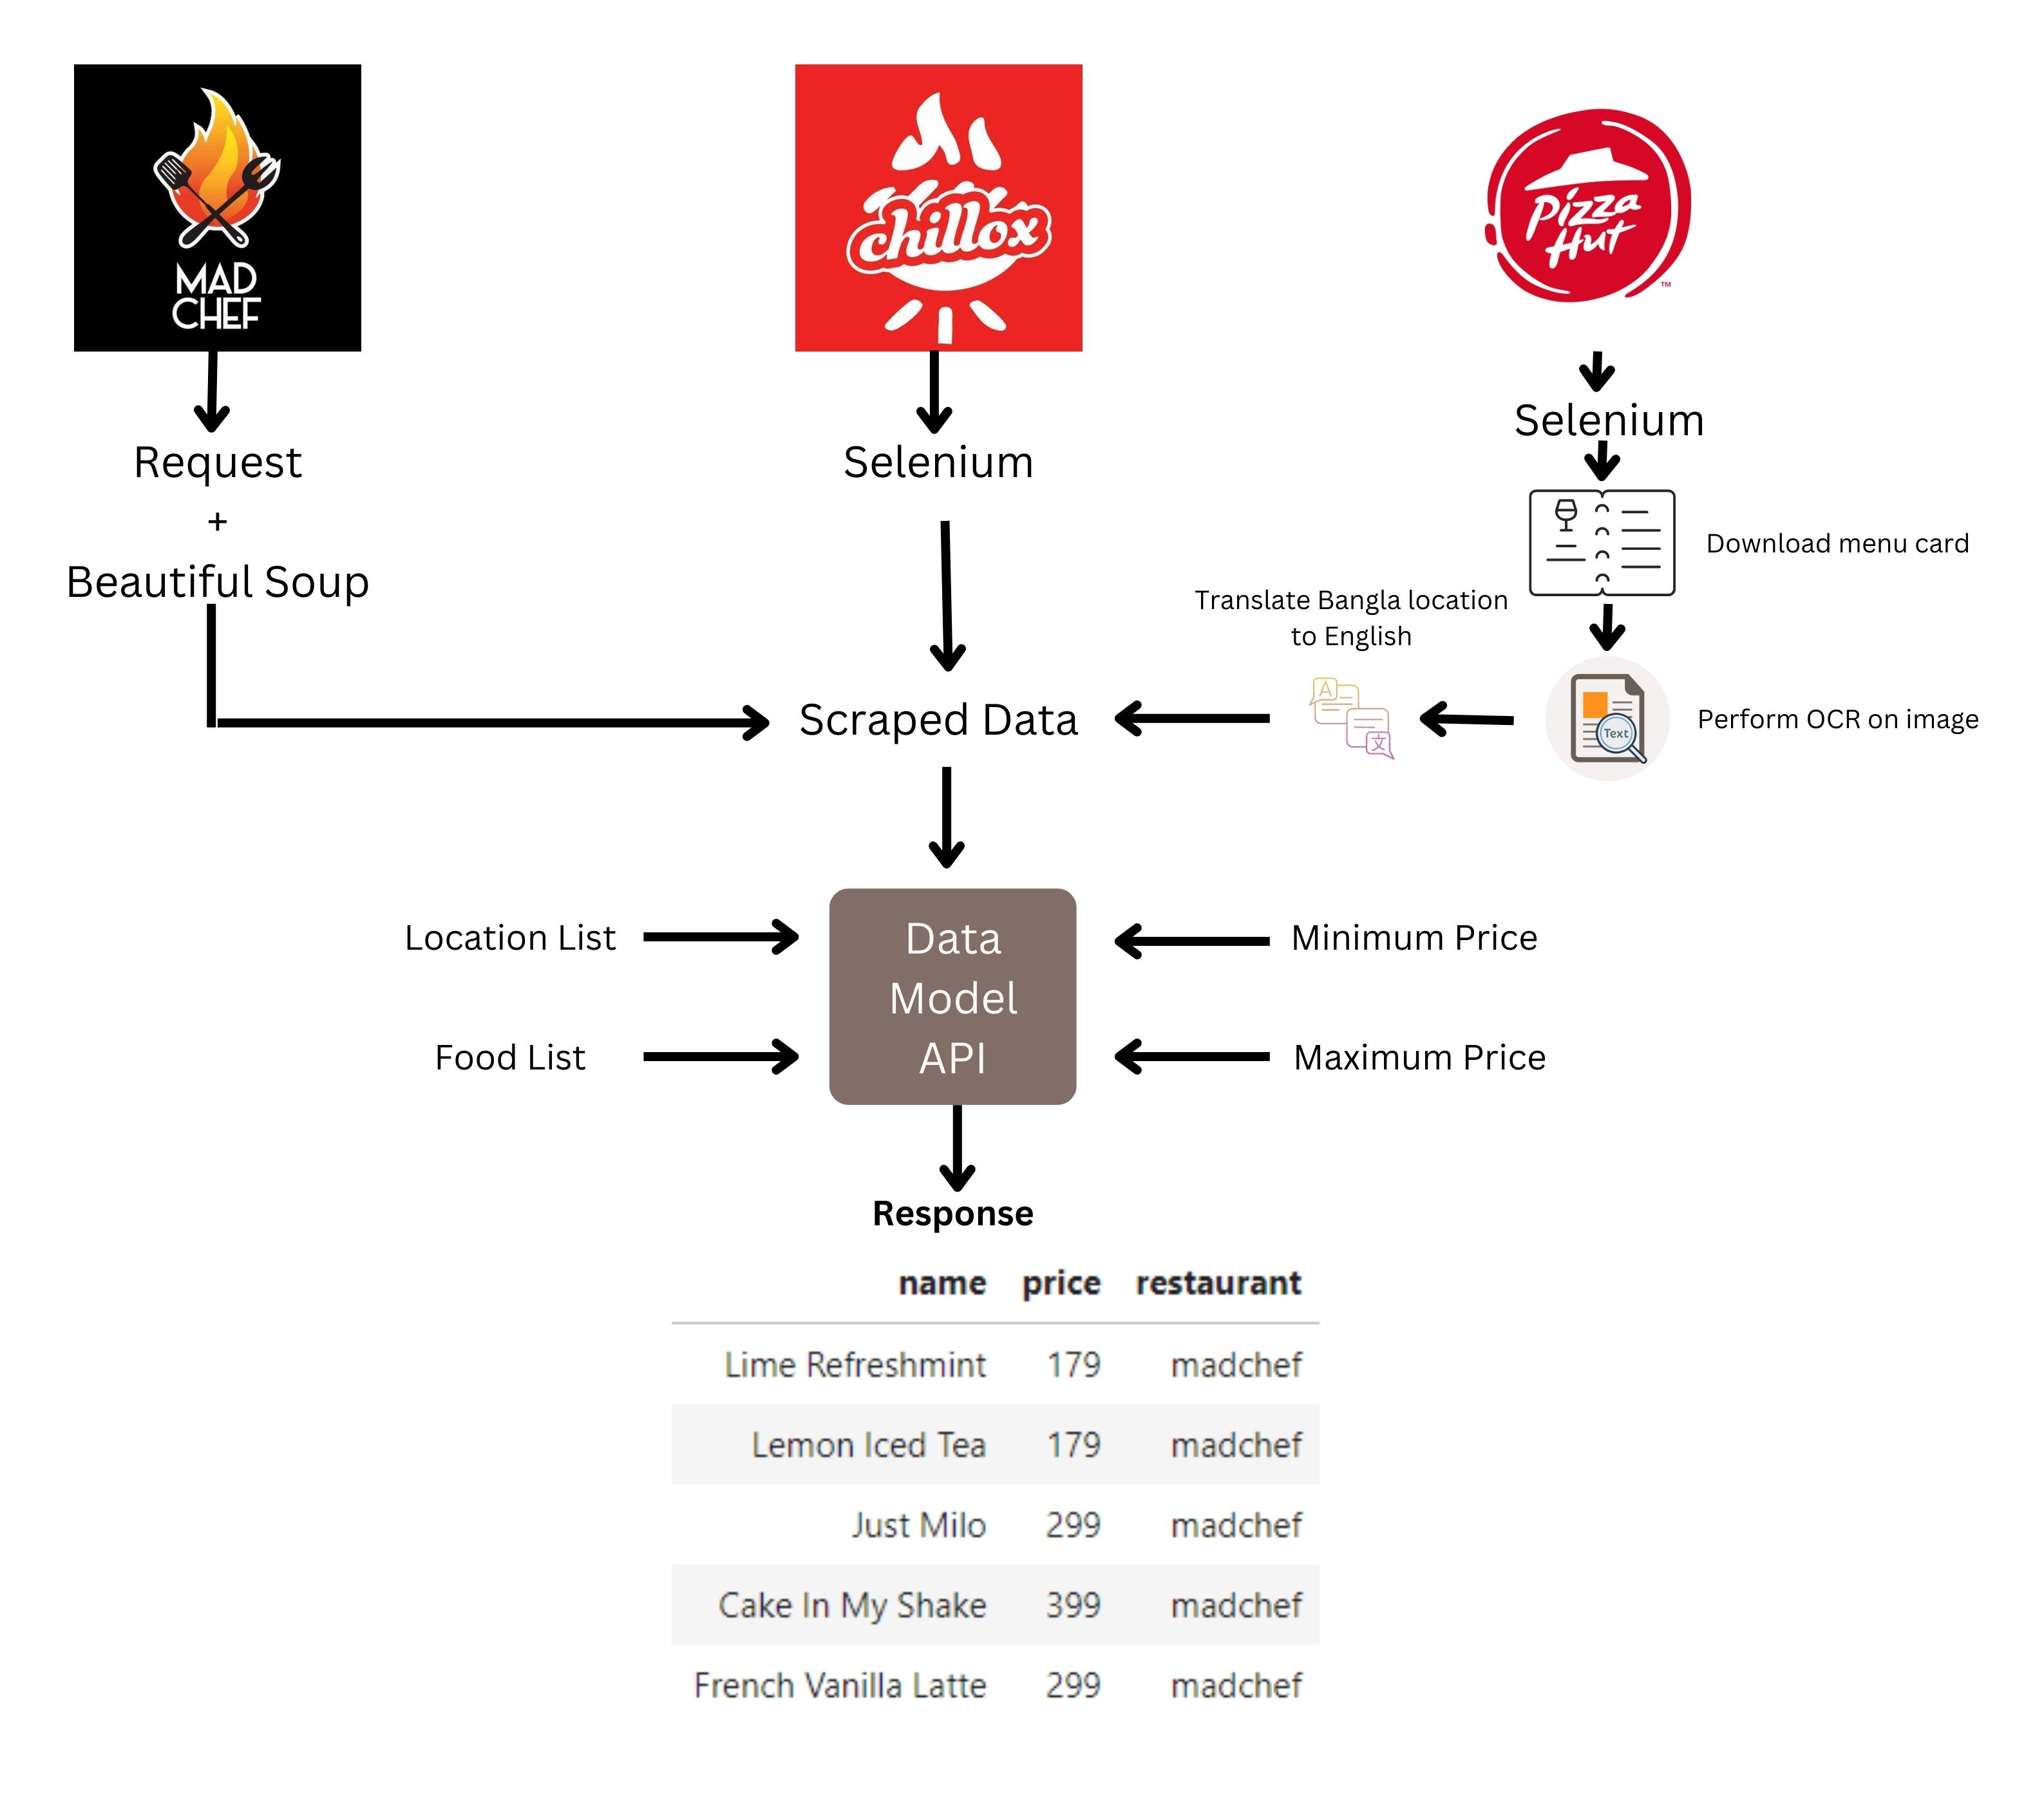 MAD
CHEF
chillox
Pizza
Hut
TM
Request
+
Beautiful Soup
Selenium
Selenium
Download menu card
Translate Bangla location
to English
A
文
Text
Perform OCR on image
Scraped Data
Location List
Food List
Data
Model
API
Minimum Price
Maximum Price
Response
name price restaurant
Lime Refreshmint 179 madchef
Lemon Iced Tea 179 madchef
Just Milo 299 madchef
Cake In My Shake 399 madchef
French Vanilla Latte 299 madchef